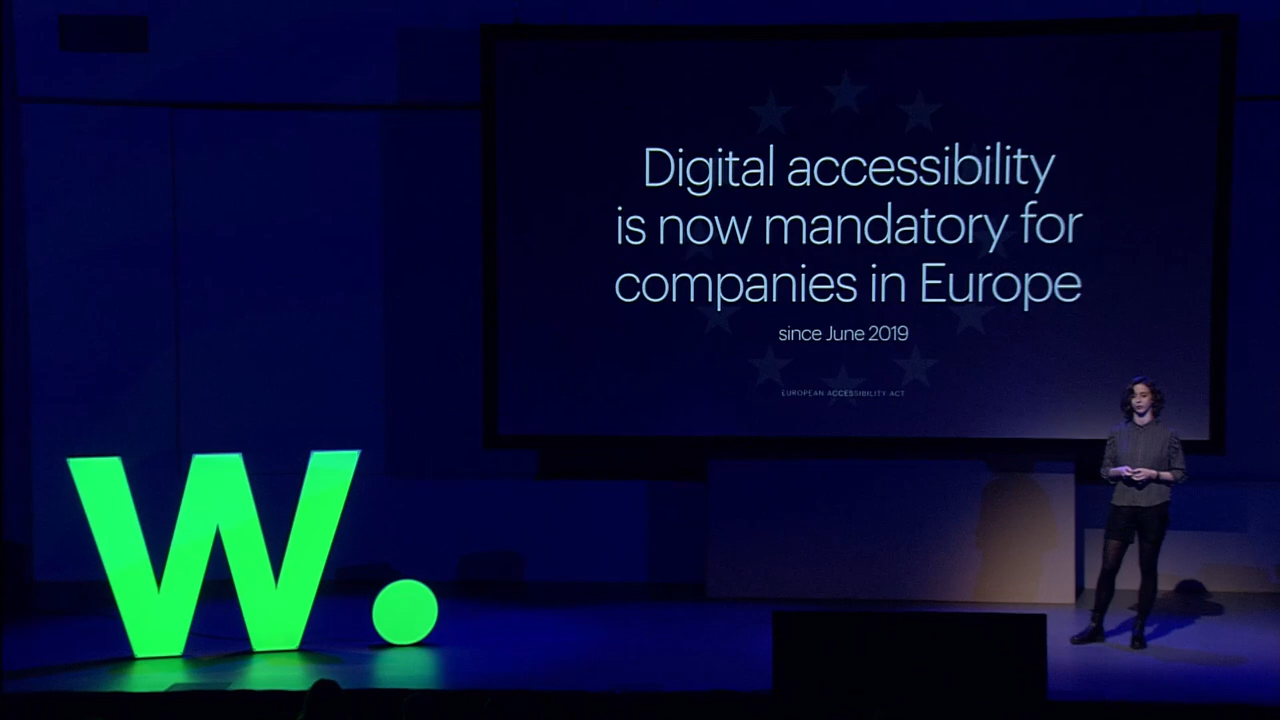 Digital accessibility
is now mandatory for
companies in Europe
since June 2019
EUROPEAN ACCESSIBILITY ACT
W.